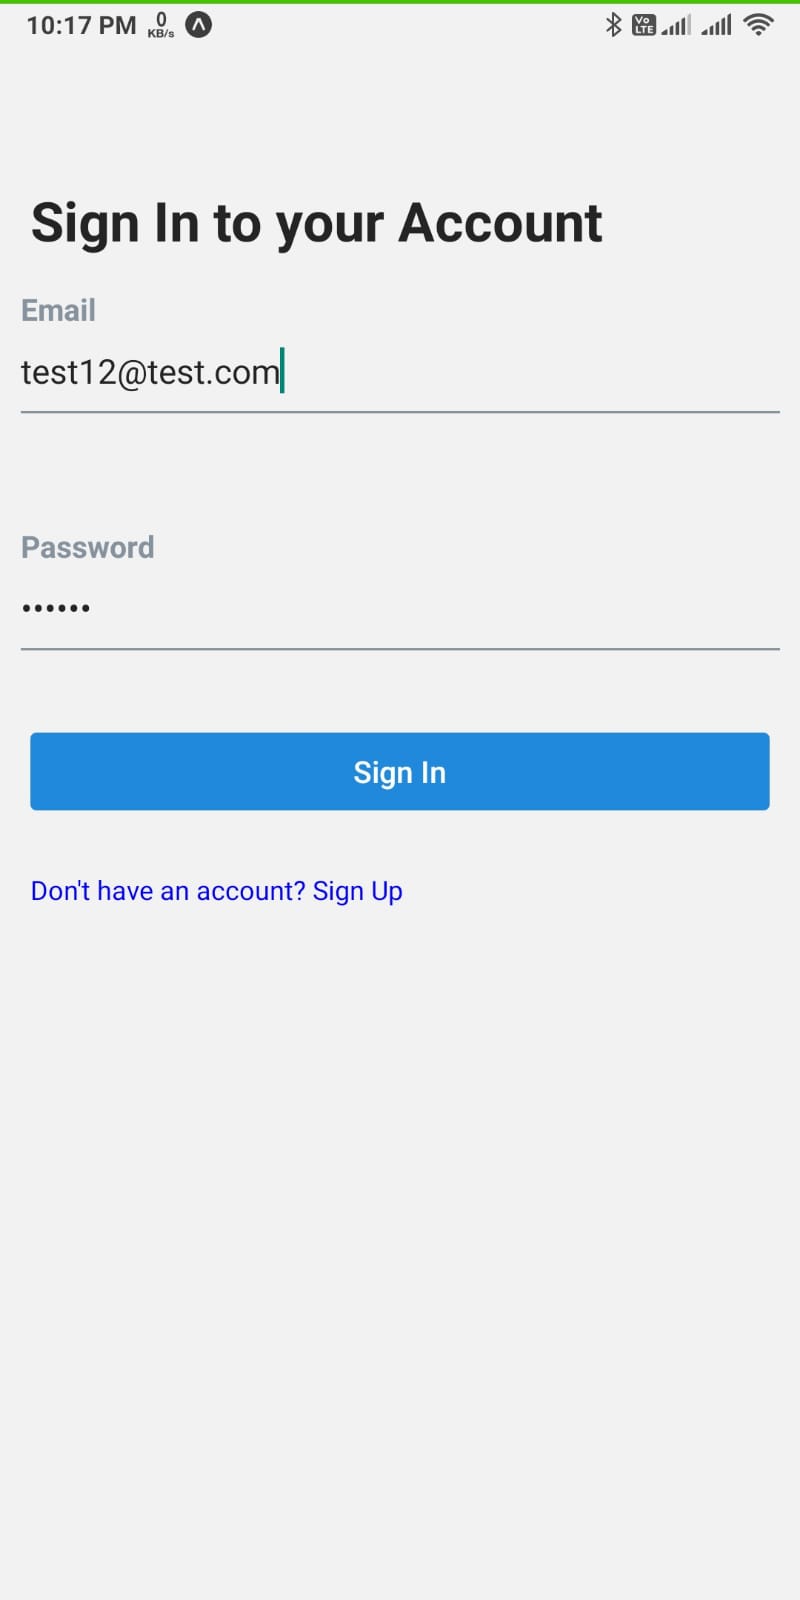 10:17 PM 0 KB/s
Vo LTE
Sign In to your Account
Email
test12@test.com
Password
••••••
Sign In
Don't have an account? Sign Up